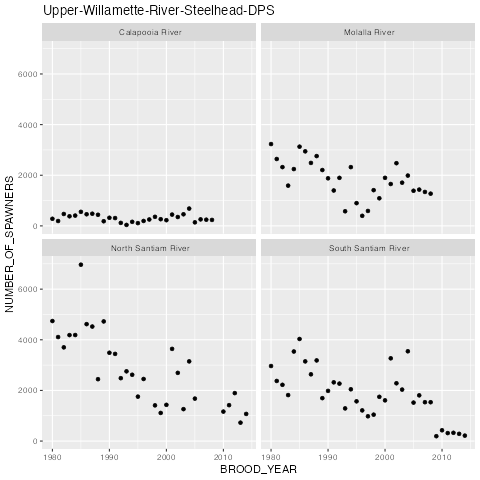 Upper-Willamette-River-Steelhead-DPS
Calapooia River
Molalla River
6000
4000
2000
0
NUMBER_OF_SPAWNERS
North Santiam River
South Santiam River
6000
4000
2000
0
1980
1990
2000
2010
1980
1990
2000
2010
BROOD_YEAR